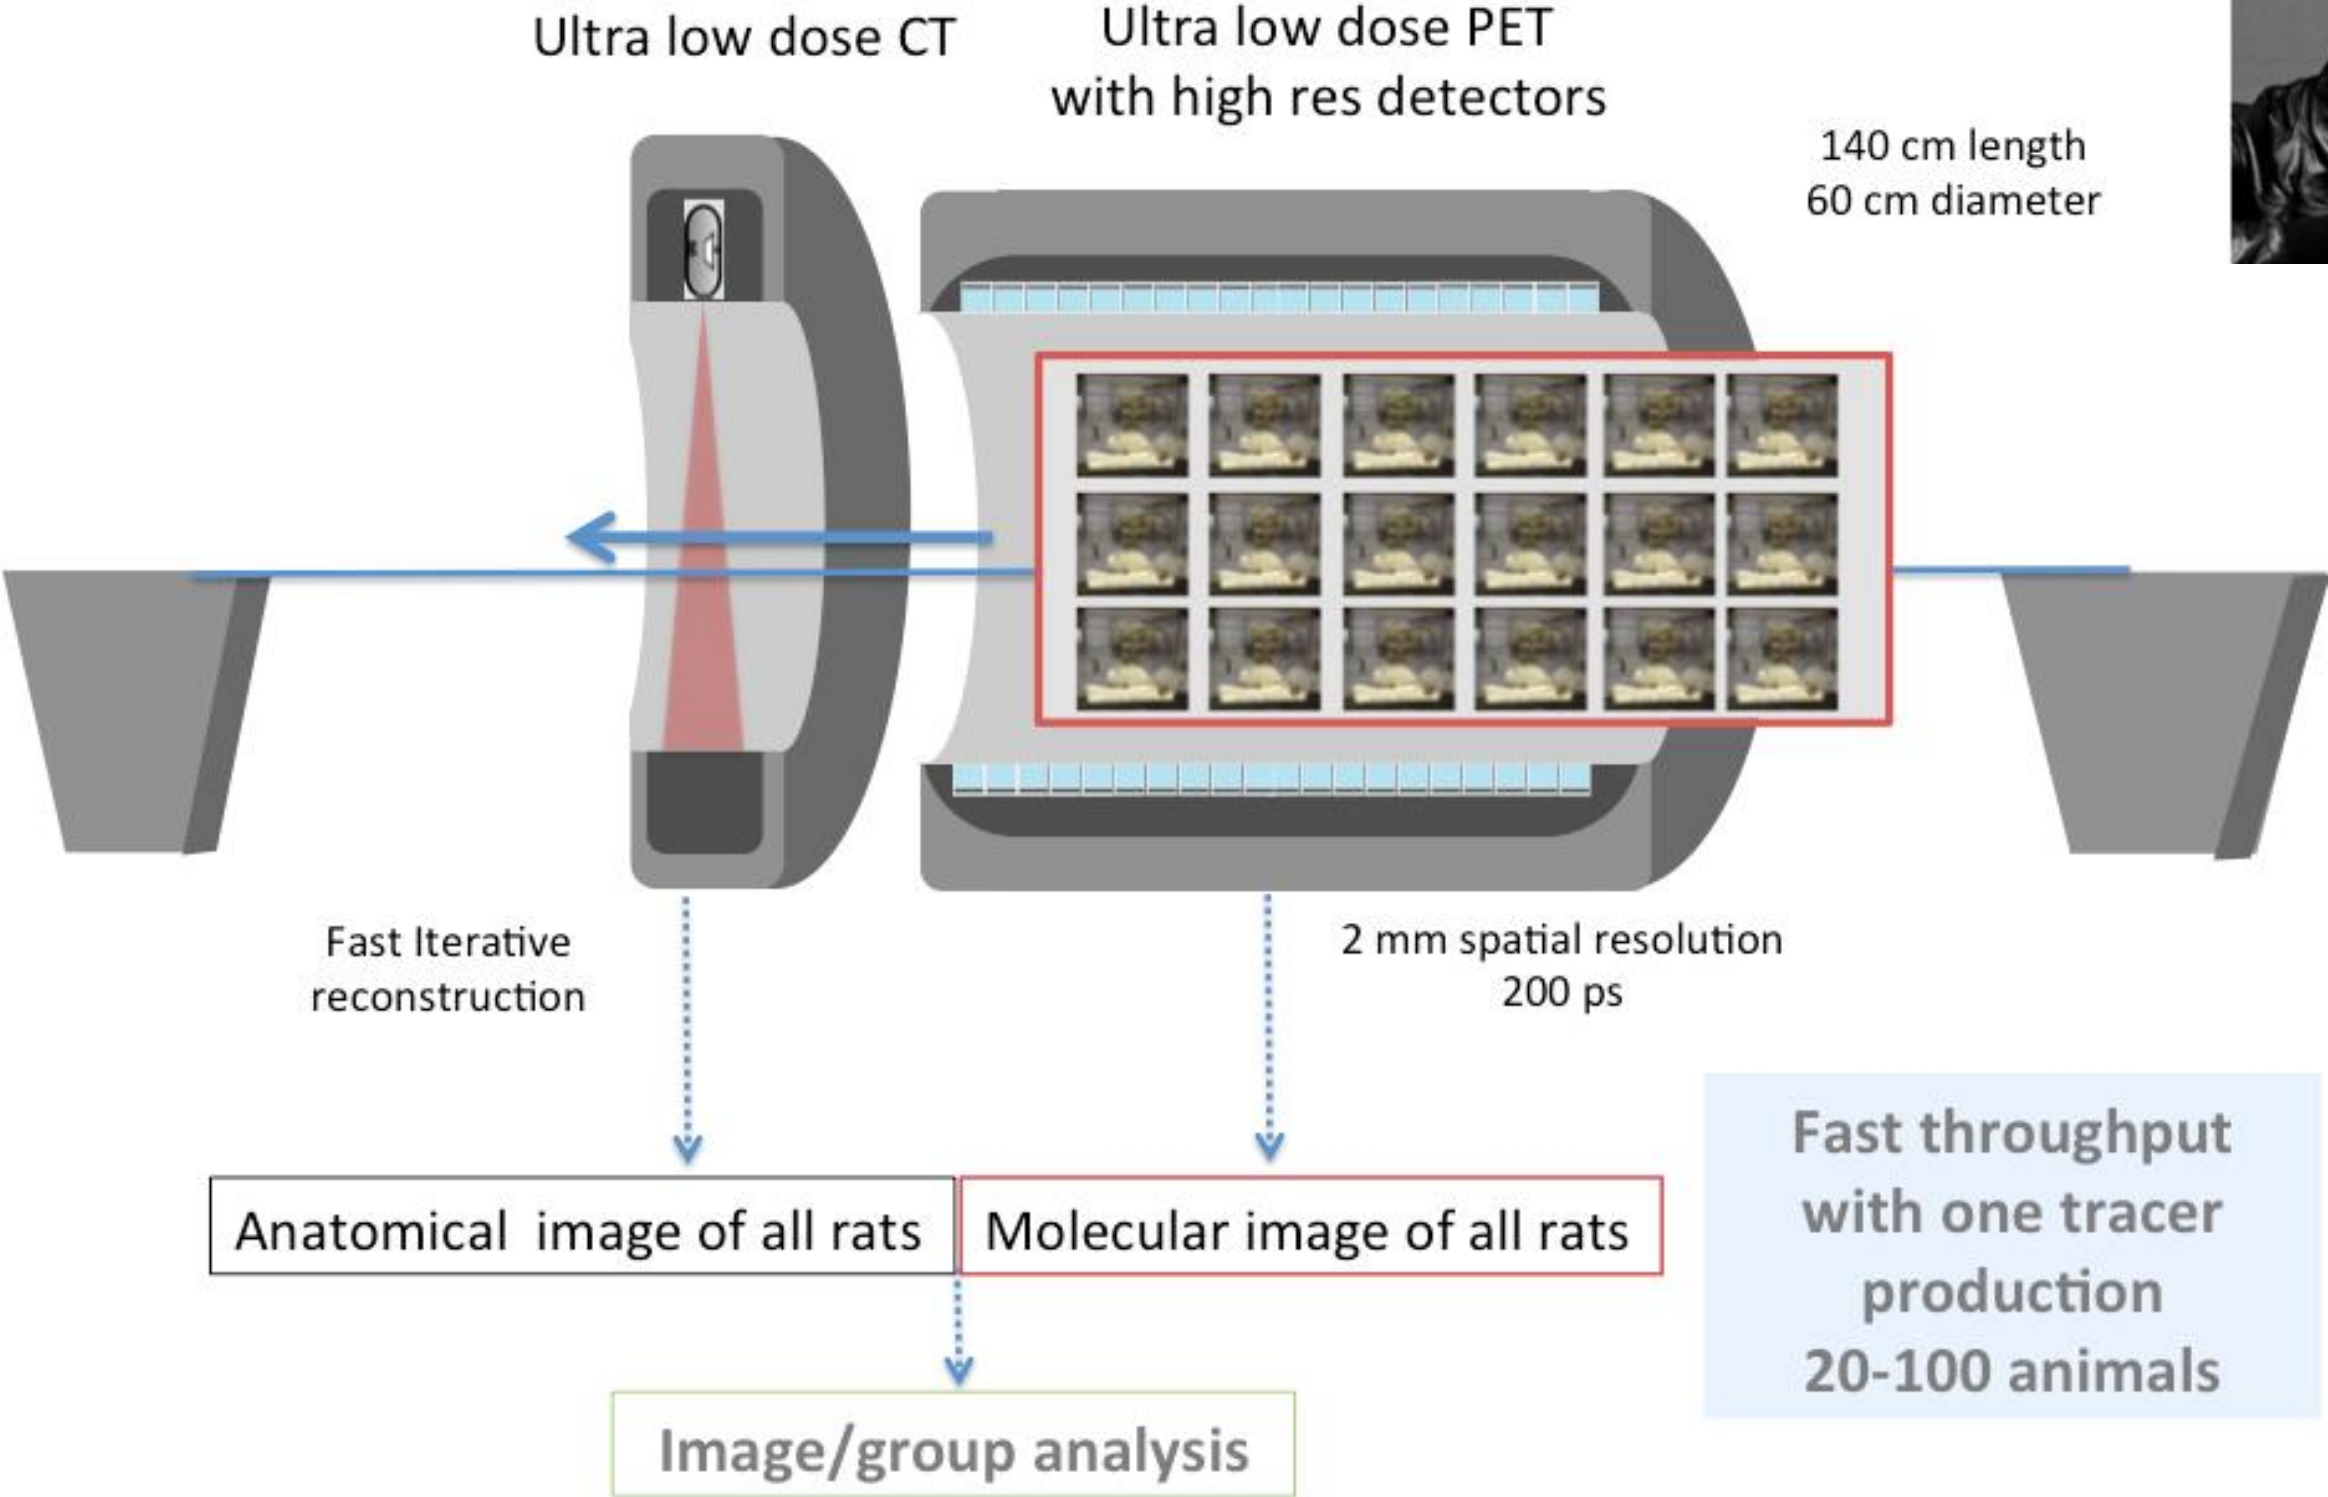 Ultra low dose CT
Ultra low dose PET
with high res detectors
140 cm length
60 cm diameter
Fast Iterative
reconstruction
2 mm spatial resolution
200 ps
Anatomical  image of all rats
Molecular image of all rats
Fast throughput
with one tracer
production
20-100 animals
Image/group analysis